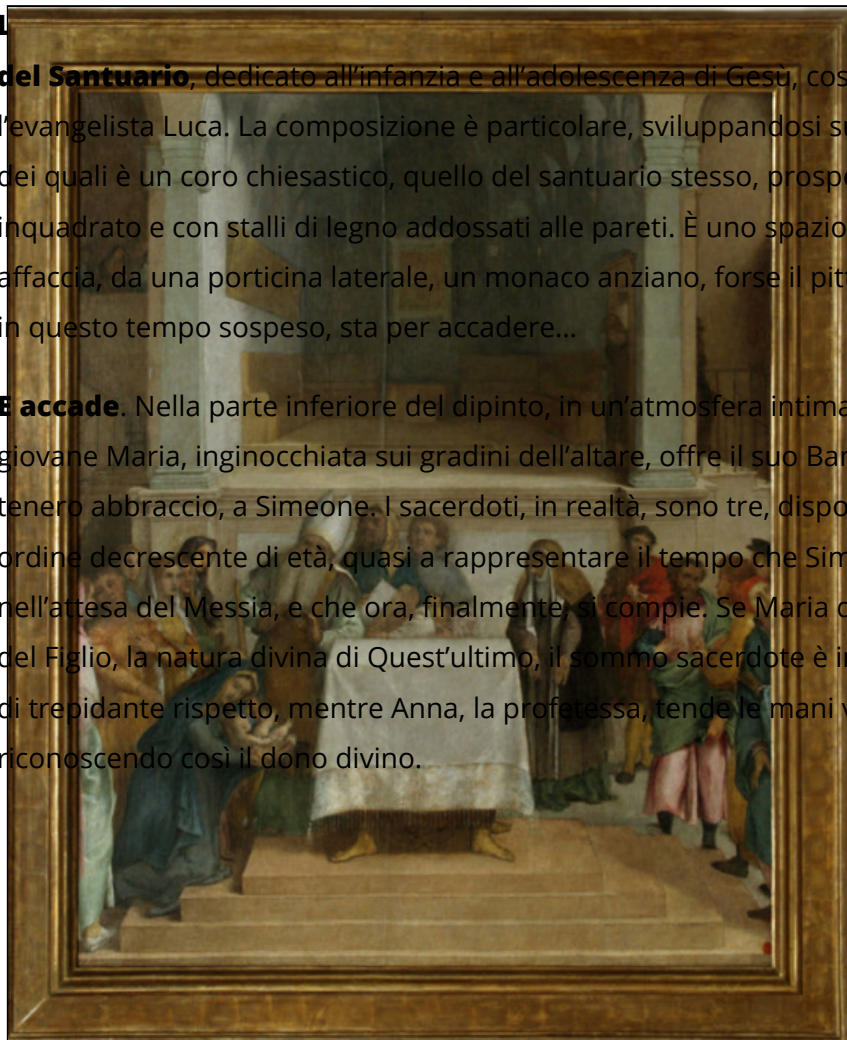 L
del Santuario, dedicato all'infanzia e all'adolescenza di Gesù, cos
l'evangelista Luca. La composizione è particolare, sviluppandosi su
dei quali è un coro chiesastico, quello del santuario stesso, prospe
inquadrato e con stalli di legno addossati alle pareti. È uno spazio
affaccia, da una porticina laterale, un monaco anziano, forse il pitt
in questo tempo sospeso, sta per accadere...
E accade. Nella parte inferiore del dipinto, in un'atmosfera intima
giovane Maria, inginocchiata sui gradini dell'altare, offre il suo Bam
tenero abbraccio, a Simeone. I sacerdoti, in realtà, sono tre, dispo
ordine decrescente di età, quasi a rappresentare il tempo che Sim
nell'attesa del Messia, e che ora, finalmente, si compie. Se Maria c
del Figlio, la natura divina di Quest'ultimo, il sommo sacerdote è in
di trepidante rispetto, mentre Anna, la profetessa, tende le mani v
riconoscendo così il dono divino.